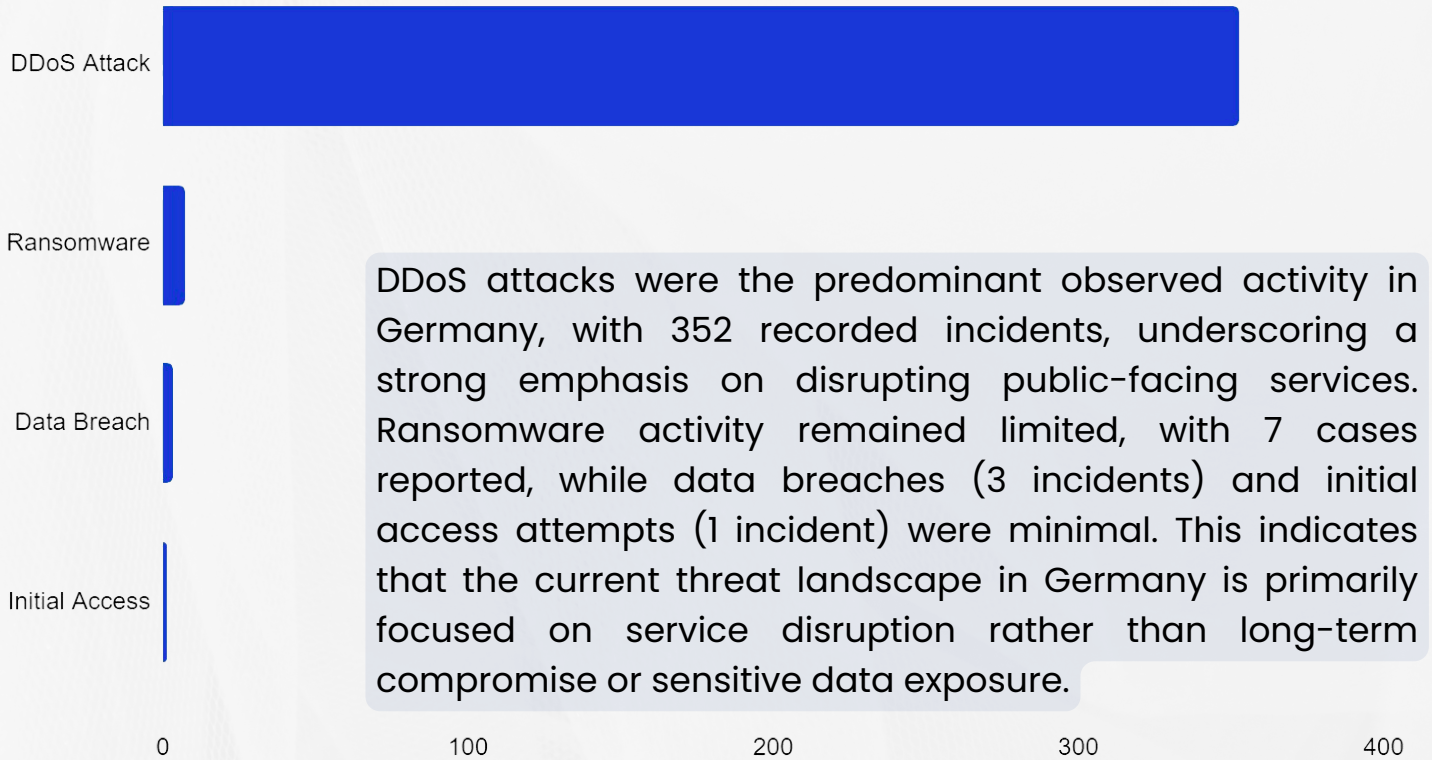 DDoS Attack
Ransomware
DDoS attacks were the predominant observed activity in
Germany, with 352 recorded incidents, underscoring a
strong emphasis on disrupting public-facing services.
Ransomware activity remained limited, with 7 cases
reported, while data breaches (3 incidents) and initial
access attempts (1 incident) were minimal. This indicates
that the current threat landscape in Germany is primarily
focused on service disruption rather than long-term
compromise or sensitive data exposure.
Data Breach
Initial Access
0 100 200 300 400